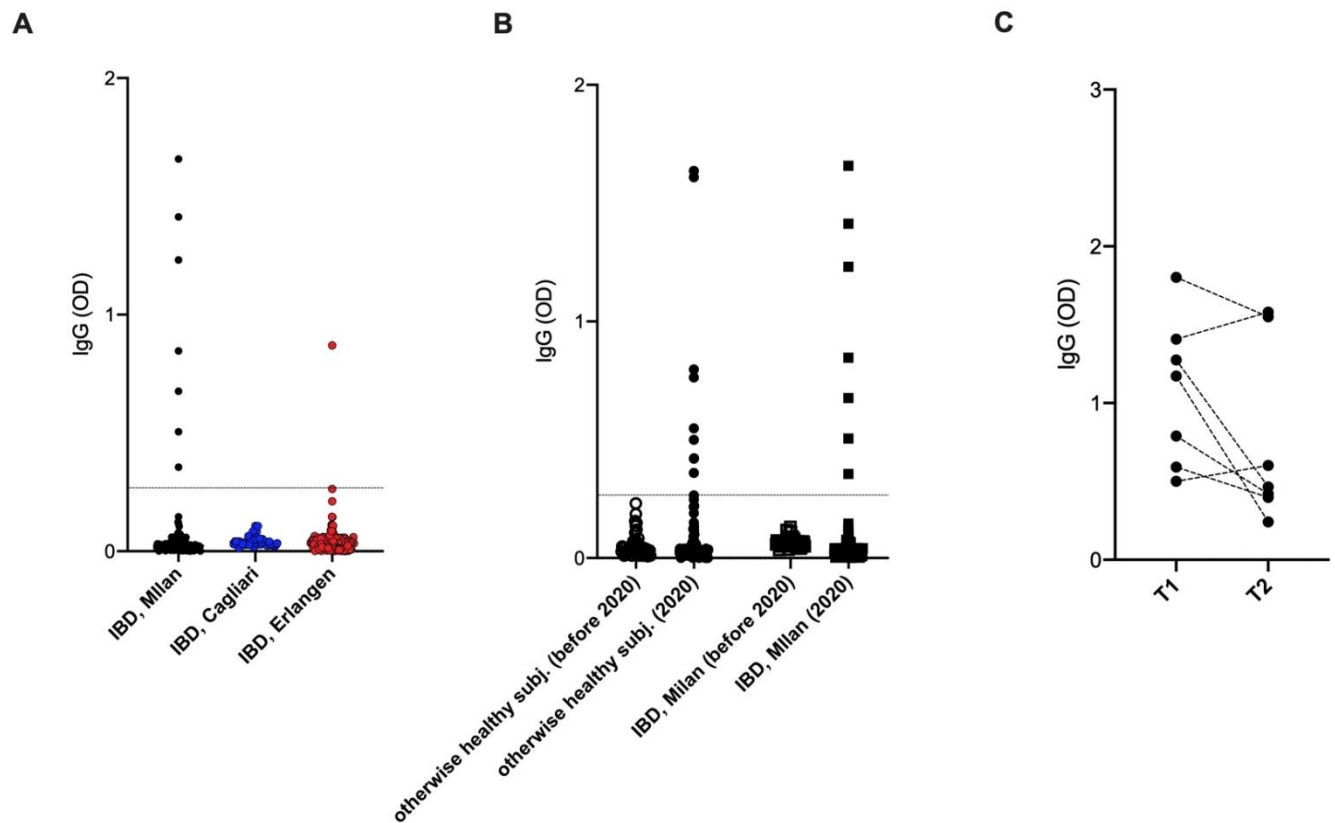 A
B
C
2
1
0
IgG (OD)
IBD, MIlan
IBD, Cagliari
IBD, Erlangen
2
1
0
IgG (OD)
otherwise healthy subj. (before 2020)
otherwise healthy subj. (2020)
IBD, Milan (before 2020)
IBD, MIlan (2020)
3
2
1
0
IgG (OD)
T1
T2